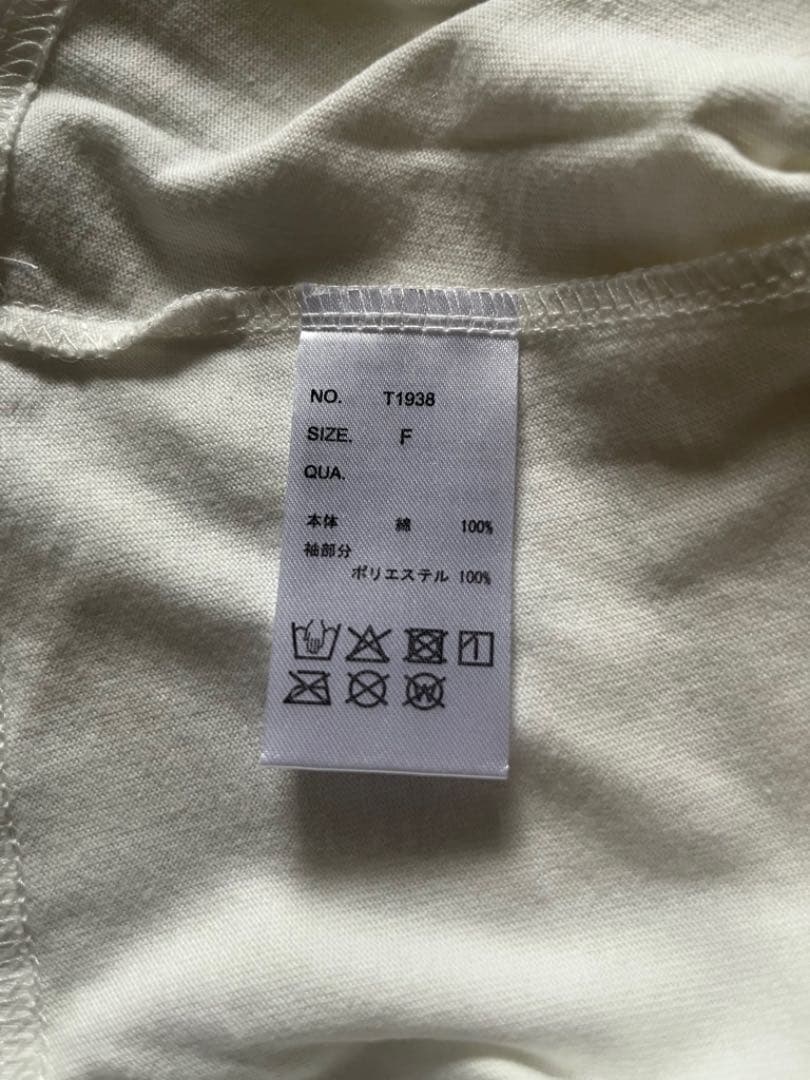 NO. T1938
SIZE. F
QUA.
本体 綿 100%
袖部分
ポリエステル 100%